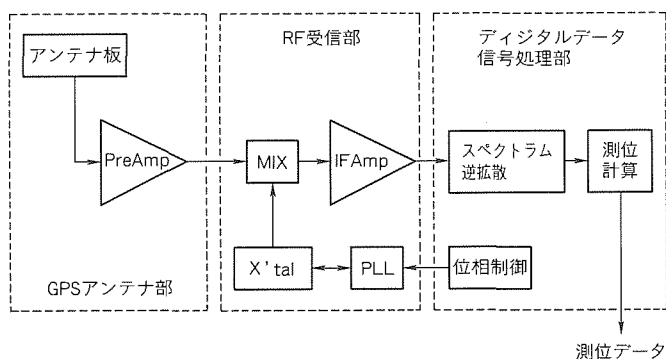 アンテナ板
PreAmp
GPSアンテナ部
RF受信部
MIX
IFAmp
X'tal
PLL
ディジタルデータ
信号処理部
スペクトラム
逆拡散
測位
計算
位相制御
測位データ